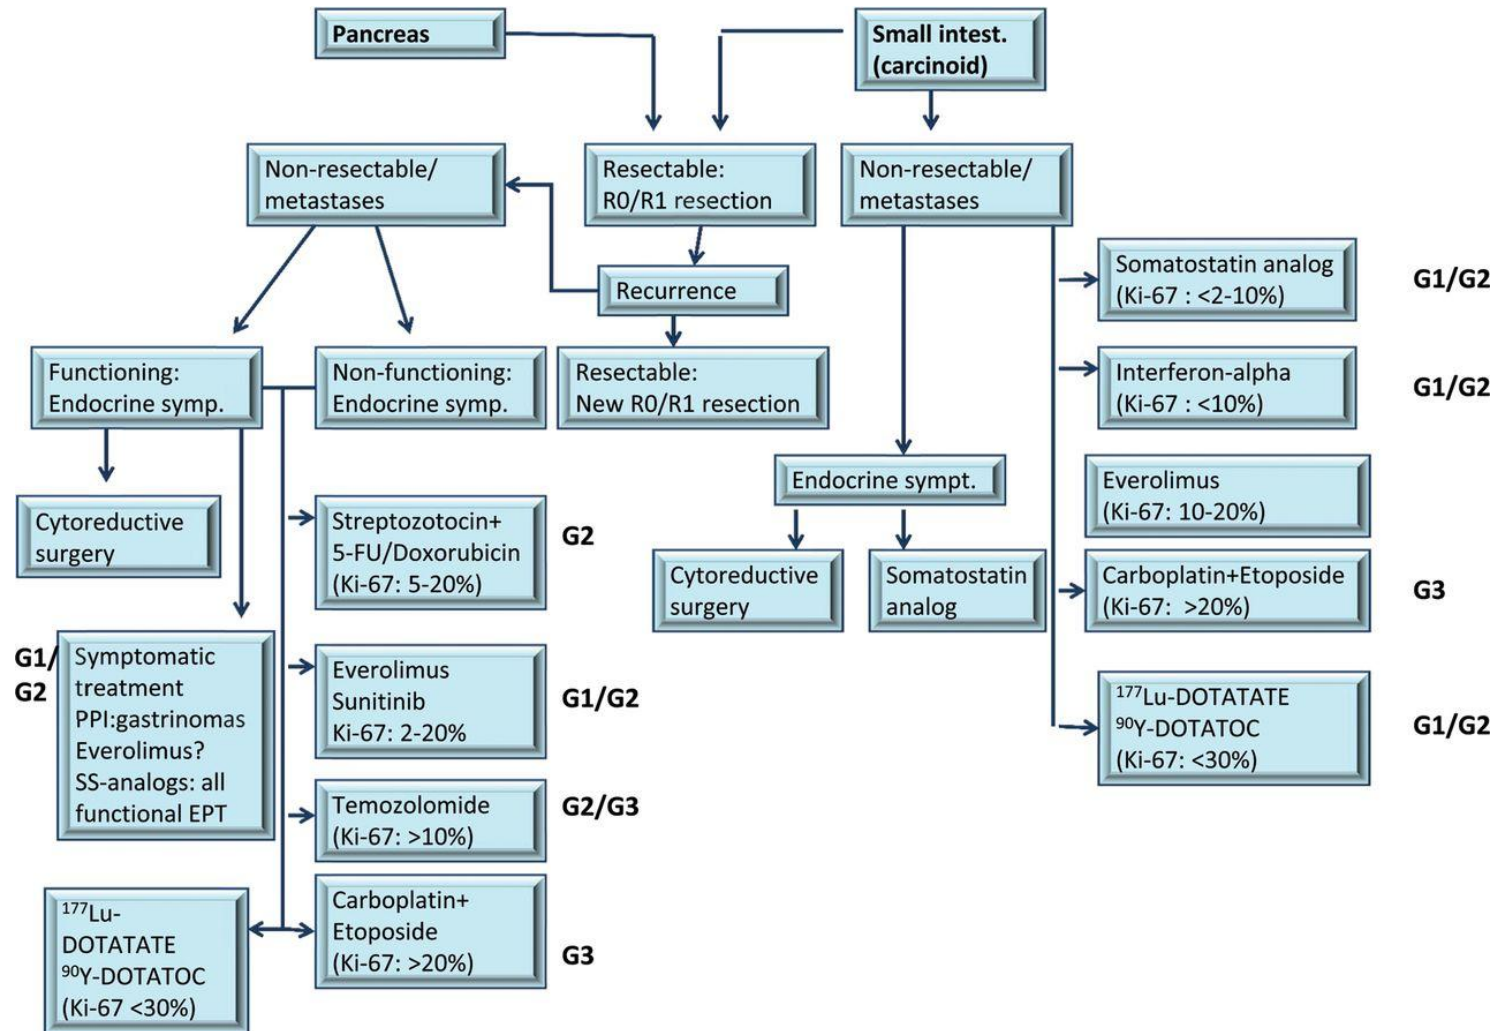 Pancreas
Small intest.
(carcinoid)
Non-resectable/
metastases
Resectable:
R0/R1 resection
Non-resectable/
metastases
Recurrence
Somatostatin analog
(Ki-67 : <2-10%)
G1/G2
Functioning:
Endocrine symp.
Non-functioning:
Endocrine symp.
Resectable:
New R0/R1 resection
Interferon-alpha
(Ki-67 : <10%)
G1/G2
Endocrine sympt.
Everolimus
(Ki-67: 10-20%)
Cytoreductive
surgery
Streptozotocin+
5-FU/Doxorubicin
(Ki-67: 5-20%)
G2
Cytoreductive
surgery
Somatostatin
analog
Carboplatin+Etoposide
(Ki-67: >20%)
G3
G1/
G2
Symptomatic
treatment
PPI:gastrinomas
Everolimus?
SS-analogs: all
functional EPT
Everolimus
Sunitinib
Ki-67: 2-20%
G1/G2
177Lu-DOTATATE
90Y-DOTATOC
(Ki-67: <30%)
G1/G2
Temozolomide
(Ki-67: >10%)
G2/G3
177Lu-
DOTATATE
90Y-DOTATOC
(Ki-67 <30%)
Carboplatin+
Etoposide
(Ki-67: >20%)
G3